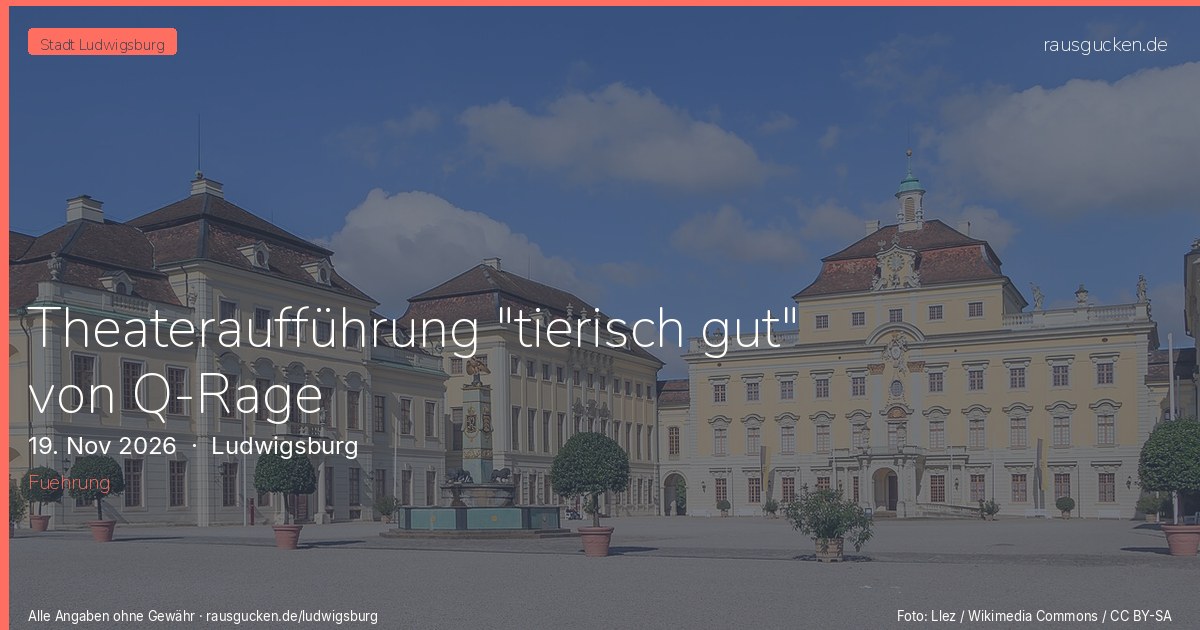 Stadt Ludwigsburg
rausgucken.de
Theateraufführung "tierisch gut"
von Q-Rage
19. Nov 2026 · Ludwigsburg
Fuehrung
Alle Angaben ohne Gewähr · rausgucken.de/ludwigsburg
Foto: Llez / Wikimedia Commons / CC BY-SA